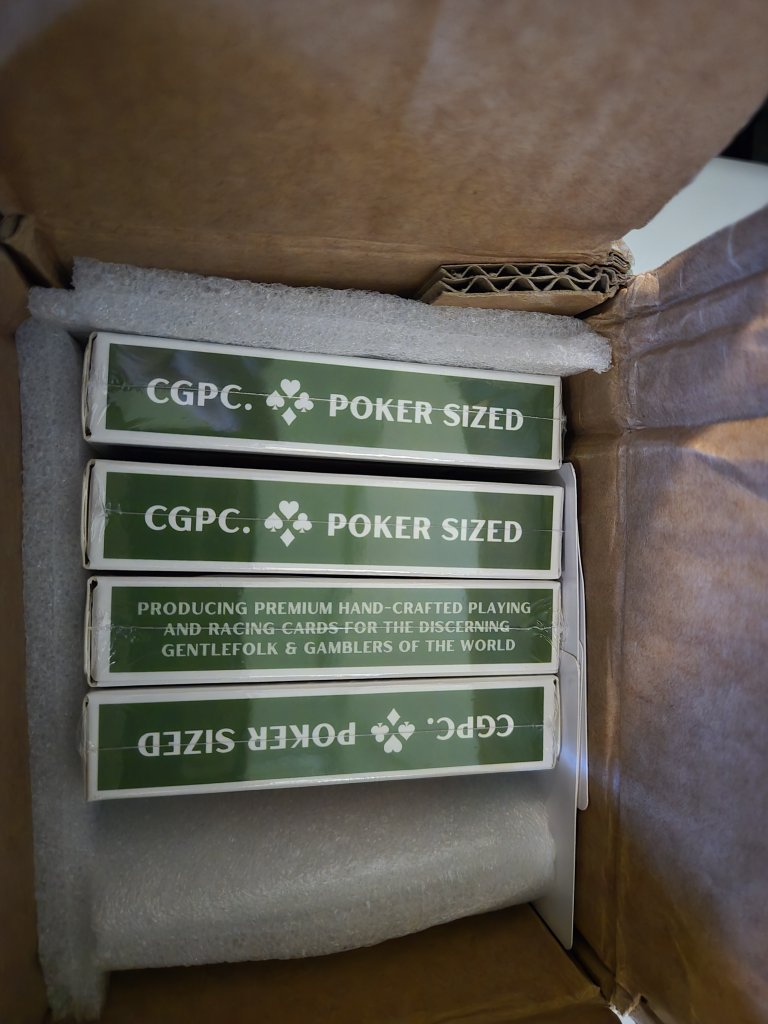 CGPC. POKER SIZED
CGPC. POKER SIZED
PRODUCING PREMIUM HAND-CRAFTED PLAYING
AND RACING CARDS FOR THE DISCERNING
GENTLEFOLK & GAMBLERS OF THE WORLD
CGPC. POKER SIZED